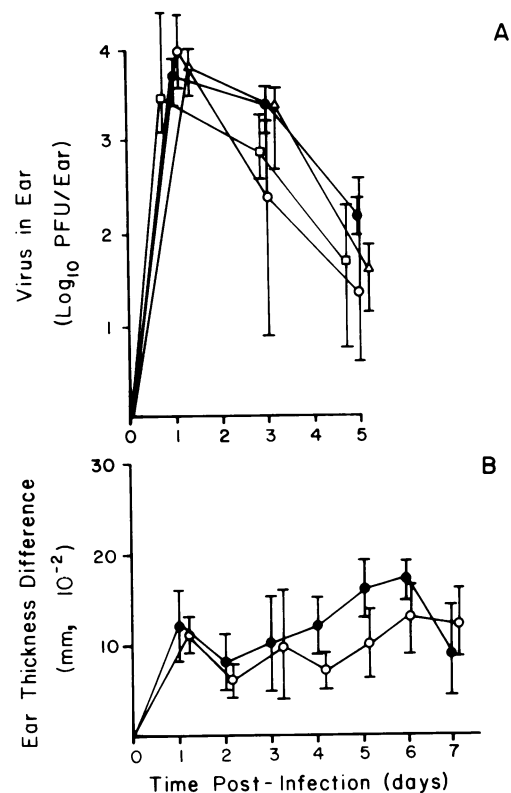 A
Virus in Ear
(Log10 PFU/Ear)
4
3
2
1
0 1 2 3 4 5
B
Ear Thickness Difference
(mm, 10-2)
30
20
10
0 1 2 3 4 5 6 7
Time Post-Infection (days)